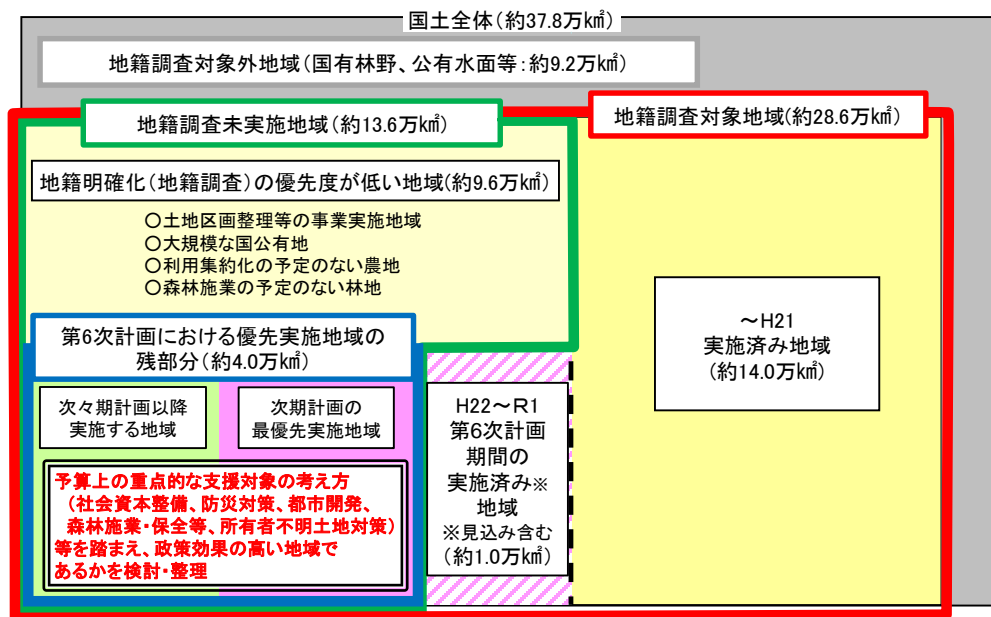 国土全体（約37.8万㎢）
地籍調査対象外地域（国有林野、公有水面等：約9.2万㎢）
地籍調査未実施地域（約13.6万㎢）
地籍調査対象地域（約28.6万㎢）
地籍明確化（地籍調査）の優先度が低い地域（約9.6万㎢）
○土地区画整理等の事業実施地域
○大規模な国公有地
○利用集約化の予定のない農地
○森林施業の予定のない林地
第6次計画における優先実施地域の
残部分（約4.0万㎢）
次々期計画以降
実施する地域
次期計画の
最優先実施地域
予算上の重点的な支援対象の考え方
（社会資本整備、防災対策、都市開発、
森林施業・保全等、所有者不明土地対策）
等を踏まえ、政策効果の高い地域で
あるかを検討・整理
H22～R1
第6次計画
期間の
実施済み※
地域
※見込み含む
（約1.0万㎢）
～H21
実施済み地域
（約14.0万㎢）